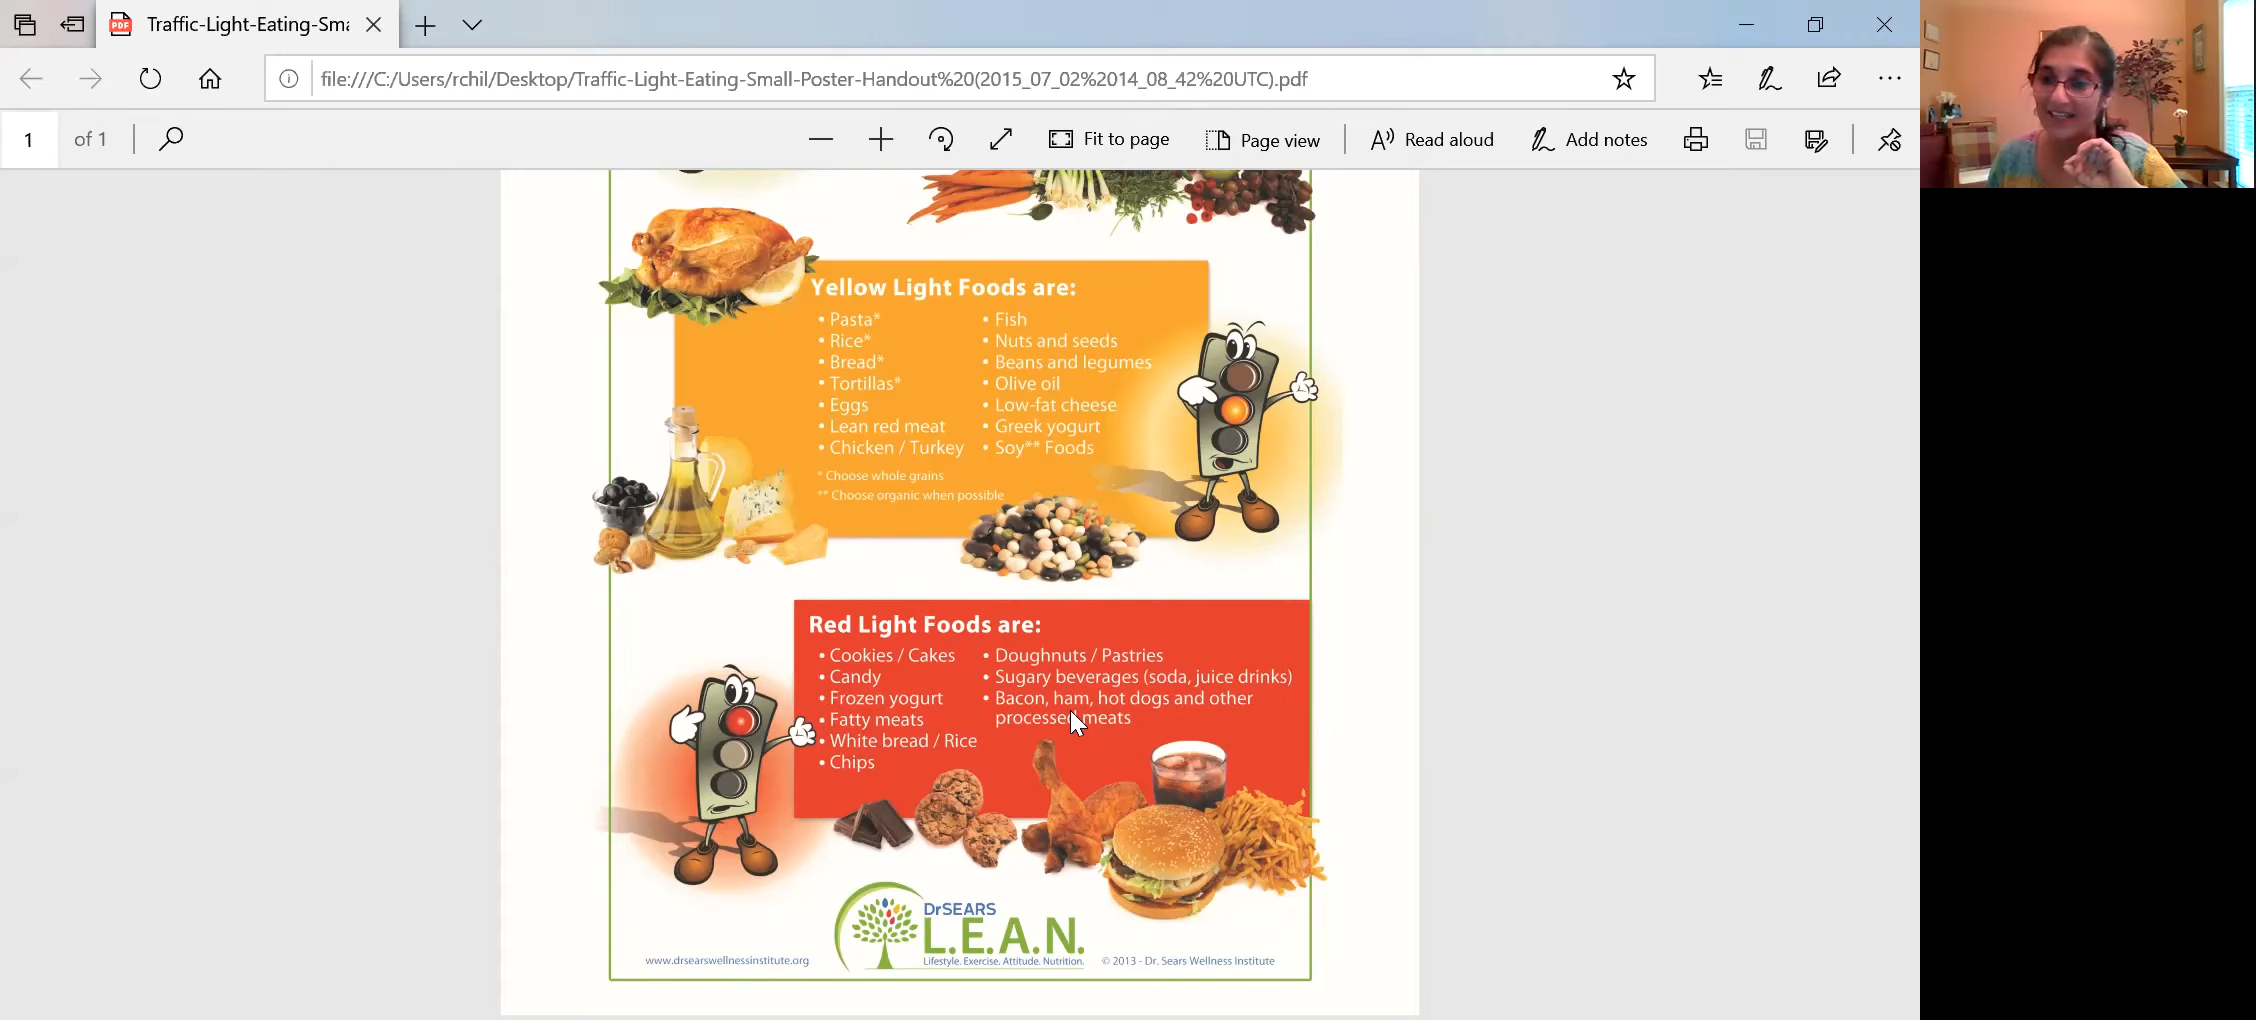 Traffic-Light-Eating-Sma
file:///C:/Users/rchil/Desktop/Traffic-Light-Eating-Small-Poster-Handout%20(2015_07_02%2014_08_42%20UTC).pdf
1 of 1
Fit to page
Page view
Read aloud
Add notes
Yellow Light Foods are:
• Pasta*
• Rice*
• Bread*
• Tortillas*
• Eggs
• Lean red meat
• Chicken / Turkey
• Fish
• Nuts and seeds
• Beans and legumes
• Olive oil
• Low-fat cheese
• Greek yogurt
• Soy** Foods
* Choose whole grains
** Choose organic when possible
Red Light Foods are:
• Cookies / Cakes
• Candy
• Frozen yogurt
• Fatty meats
• White bread / Rice
• Chips
• Doughnuts / Pastries
• Sugary beverages (soda, juice drinks)
• Bacon, ham, hot dogs and other
processed meats
DrSEARS
L.E.A.N.
Lifestyle. Exercise. Attitude. Nutrition.
www.drsearswellnessinstitute.org
© 2013 - Dr. Sears Wellness Institute